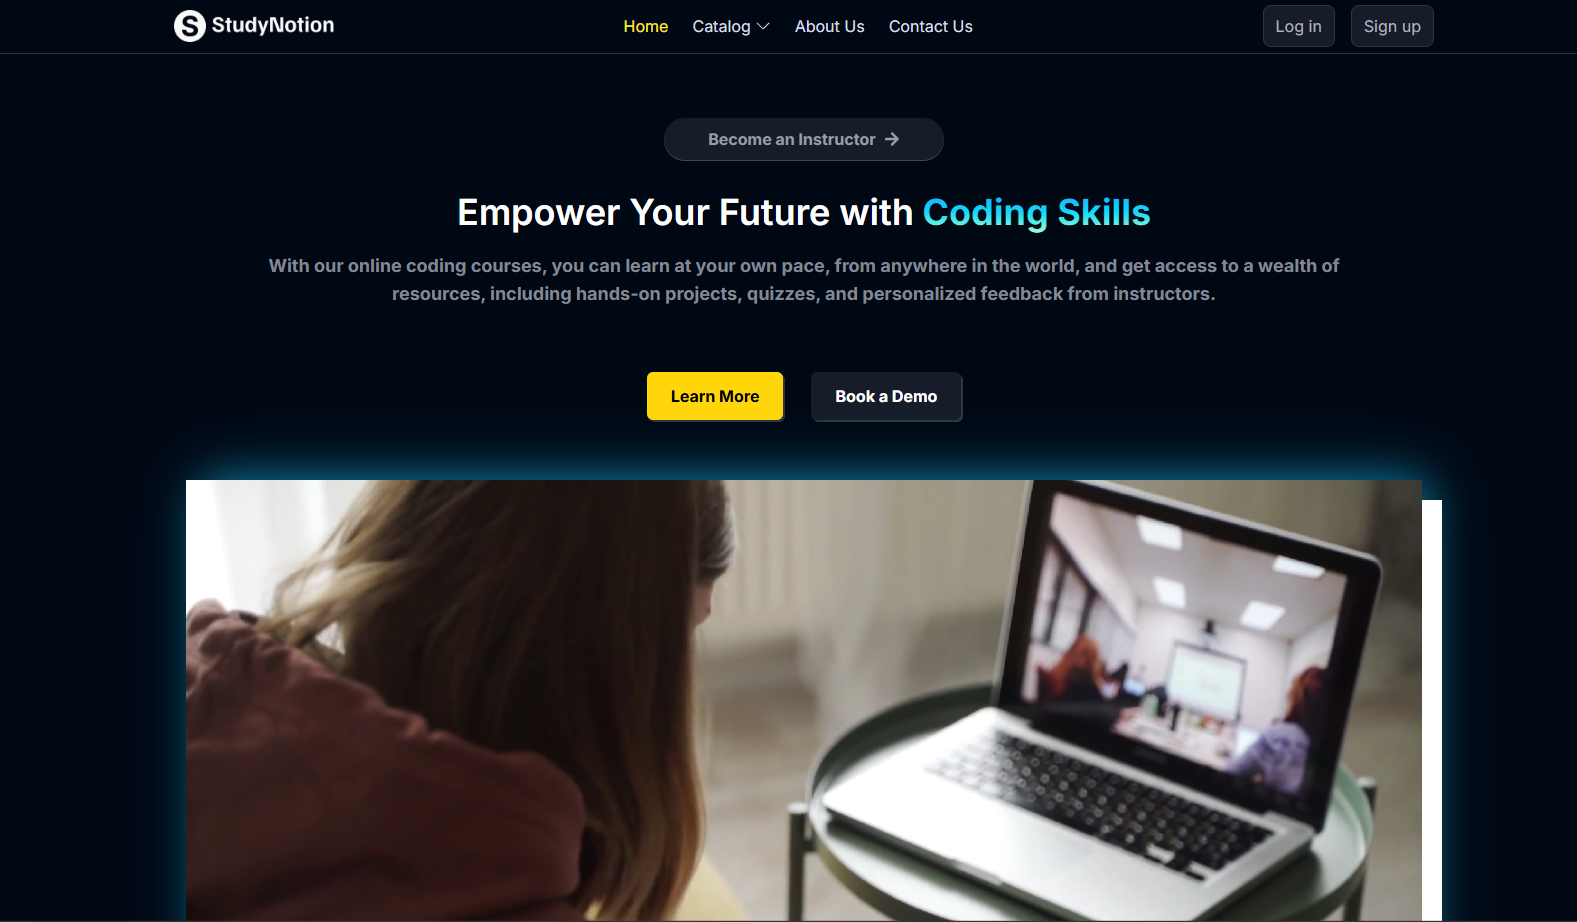 S StudyNotion
Home Catalog About Us Contact Us
Log in Sign up
Become an Instructor →
Empower Your Future with Coding Skills
With our online coding courses, you can learn at your own pace, from anywhere in the world, and get access to a wealth of
resources, including hands-on projects, quizzes, and personalized feedback from instructors.
Learn More Book a Demo